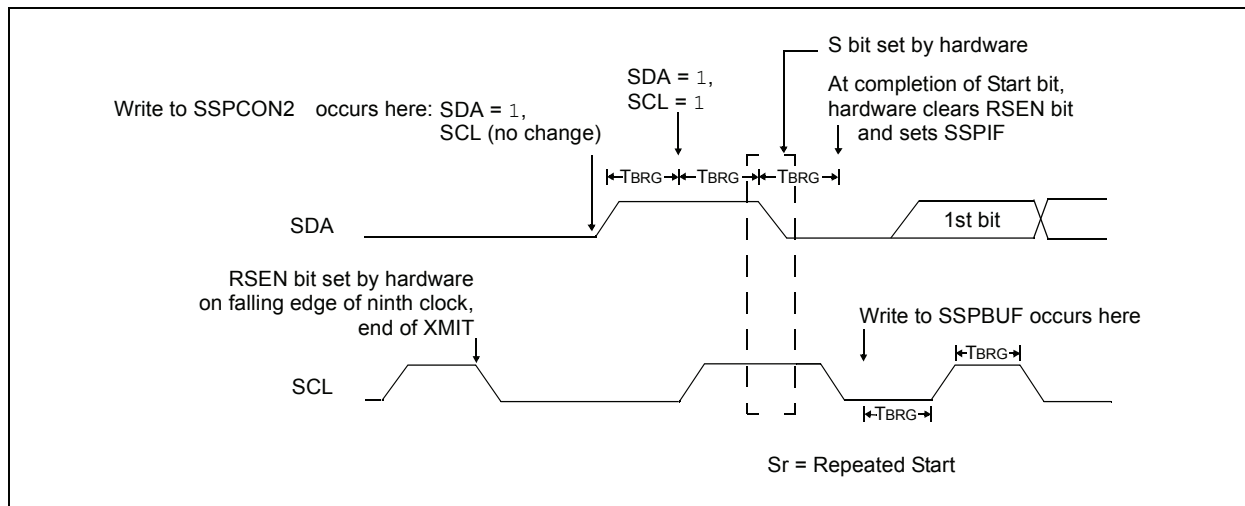 S bit set by hardware
SDA = 1,
SCL = 1
At completion of Start bit,
hardware clears RSEN bit
and sets SSPIF
Write to SSPCON2 occurs here: SDA = 1,
SCL (no change)
TBRG TBRG TBRG
SDA
1st bit
RSEN bit set by hardware
on falling edge of ninth clock,
end of XMIT
Write to SSPBUF occurs here
TBRG
SCL
TBRG
Sr = Repeated Start